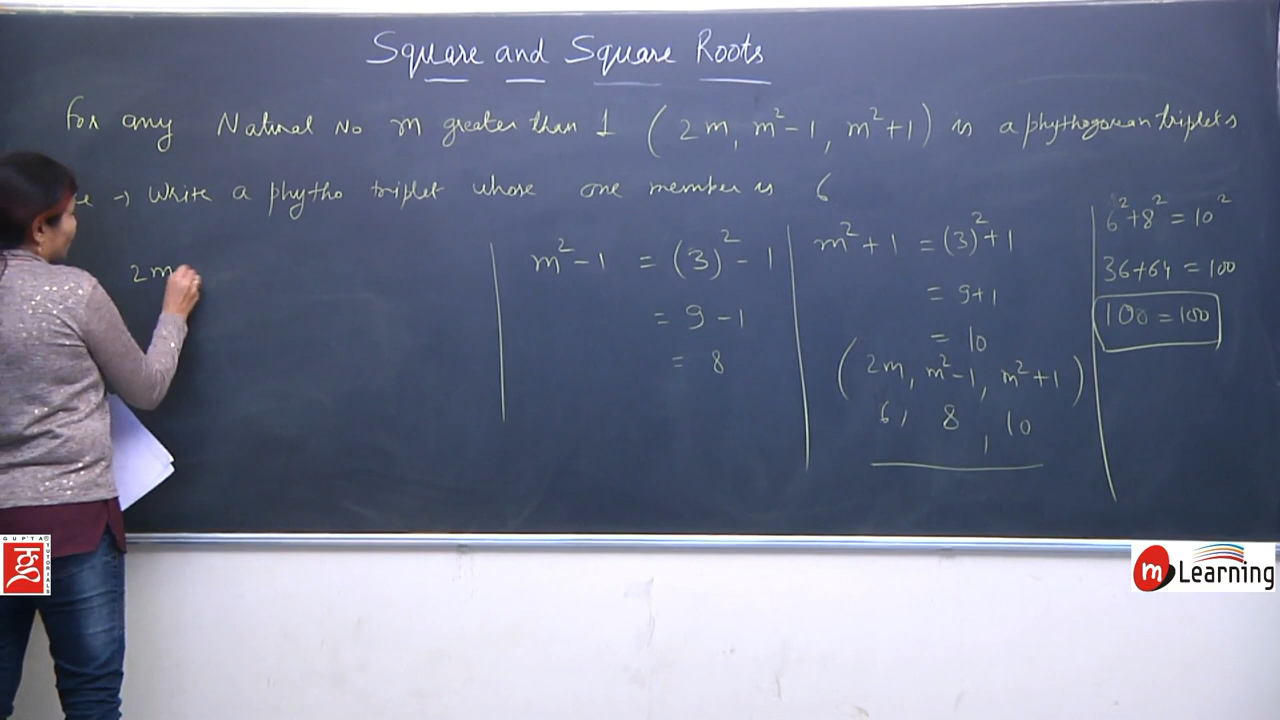 Square and Square Roots
For any Natural No m greater than 1 (2m, m²-1, m²+1) is a phythogorean triplets
→ Write a phytho triplet whose one member is 6
2m
m²-1 = (3)²-1
= 9-1
= 8
m²+1 = (3)²+1
= 9+1
= 10
(2m, m²-1, m²+1)
6, 8, 10
6²+8² = 10²
36+64 = 100
100 = 100
GUPTA TUTORIALS
m Learning